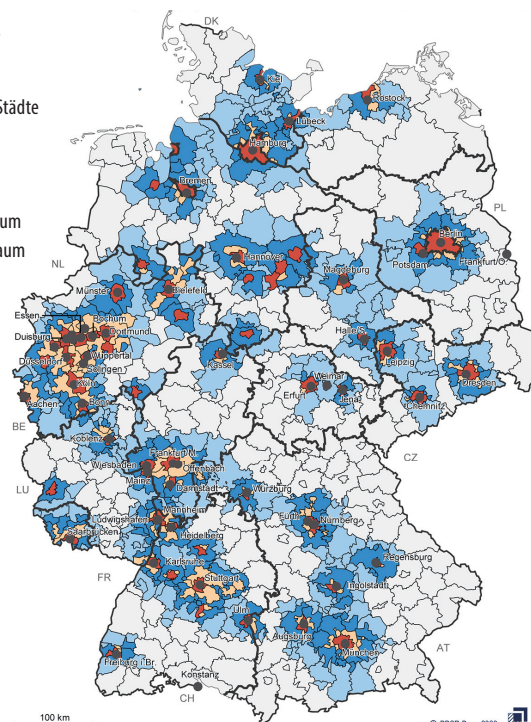 DK
Städte
um
aum
NL
PL
BE
LU
CZ
FR
AT
CH
Kiel
Rostock
Lübeck
Hamburg
Bremen
Berlin
Potsdam
Frankfurt/O.
Hannover
Magdeburg
Münster
Bielefeld
Essen
Bochum
Duisburg
Dortmund
Düsseldorf
Wuppertal
Solingen
Köln
Aachen
Bonn
Kassel
Halle/S.
Leipzig
Weimar
Erfurt
Jena
Dresden
Chemnitz
Koblenz
Wiesbaden
Frankfurt M.
Offenbach
Mainz
Darmstadt
Würzburg
Ludwigshafen
Mannheim
Heidelberg
Saarbrücken
Fürth
Nürnberg
Karlsruhe
Stuttgart
Regensburg
Ingolstadt
Ulm
Augsburg
München
Freiburg i.Br.
Konstanz
100 km